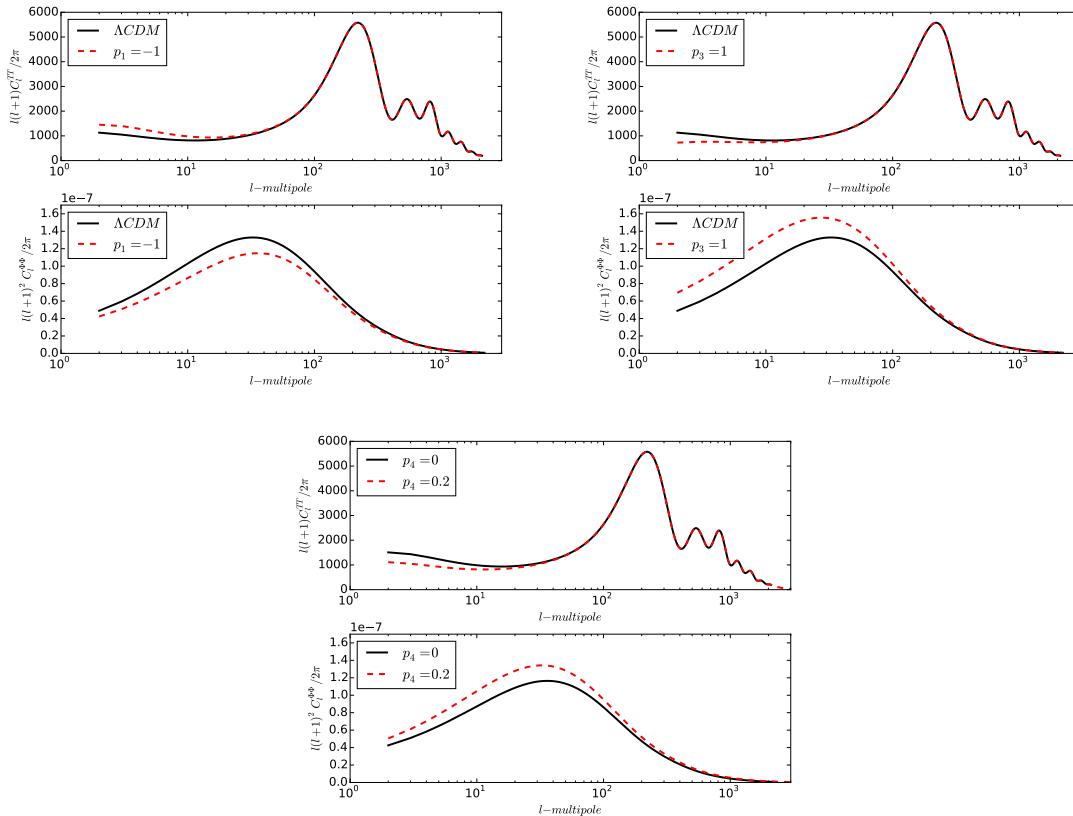 6000
5000
4000
3000
2000
1000
0
l(l+1)C_l^{TT}/2π
ΛCDM
p₁=−1
10⁰ 10¹ 10² 10³
l−multipole
1e−7
1.6
1.4
1.2
1.0
0.8
0.6
0.4
0.2
0.0
l(l+1)² C_l^{ΦΦ}/2π
ΛCDM
p₁=−1
10⁰ 10¹ 10² 10³
l−multipole
6000
5000
4000
3000
2000
1000
0
l(l+1)C_l^{TT}/2π
ΛCDM
p₃=1
10⁰ 10¹ 10² 10³
l−multipole
1e−7
1.6
1.4
1.2
1.0
0.8
0.6
0.4
0.2
0.0
l(l+1)² C_l^{ΦΦ}/2π
ΛCDM
p₃=1
10⁰ 10¹ 10² 10³
l−multipole
6000
5000
4000
3000
2000
1000
0
l(l+1)C_l^{TT}/2π
p₄=0
p₄=0.2
10⁰ 10¹ 10² 10³
l−multipole
1e−7
1.6
1.4
1.2
1.0
0.8
0.6
0.4
0.2
0.0
l(l+1)² C_l^{ΦΦ}/2π
p₄=0
p₄=0.2
10⁰ 10¹ 10² 10³
l−multipole